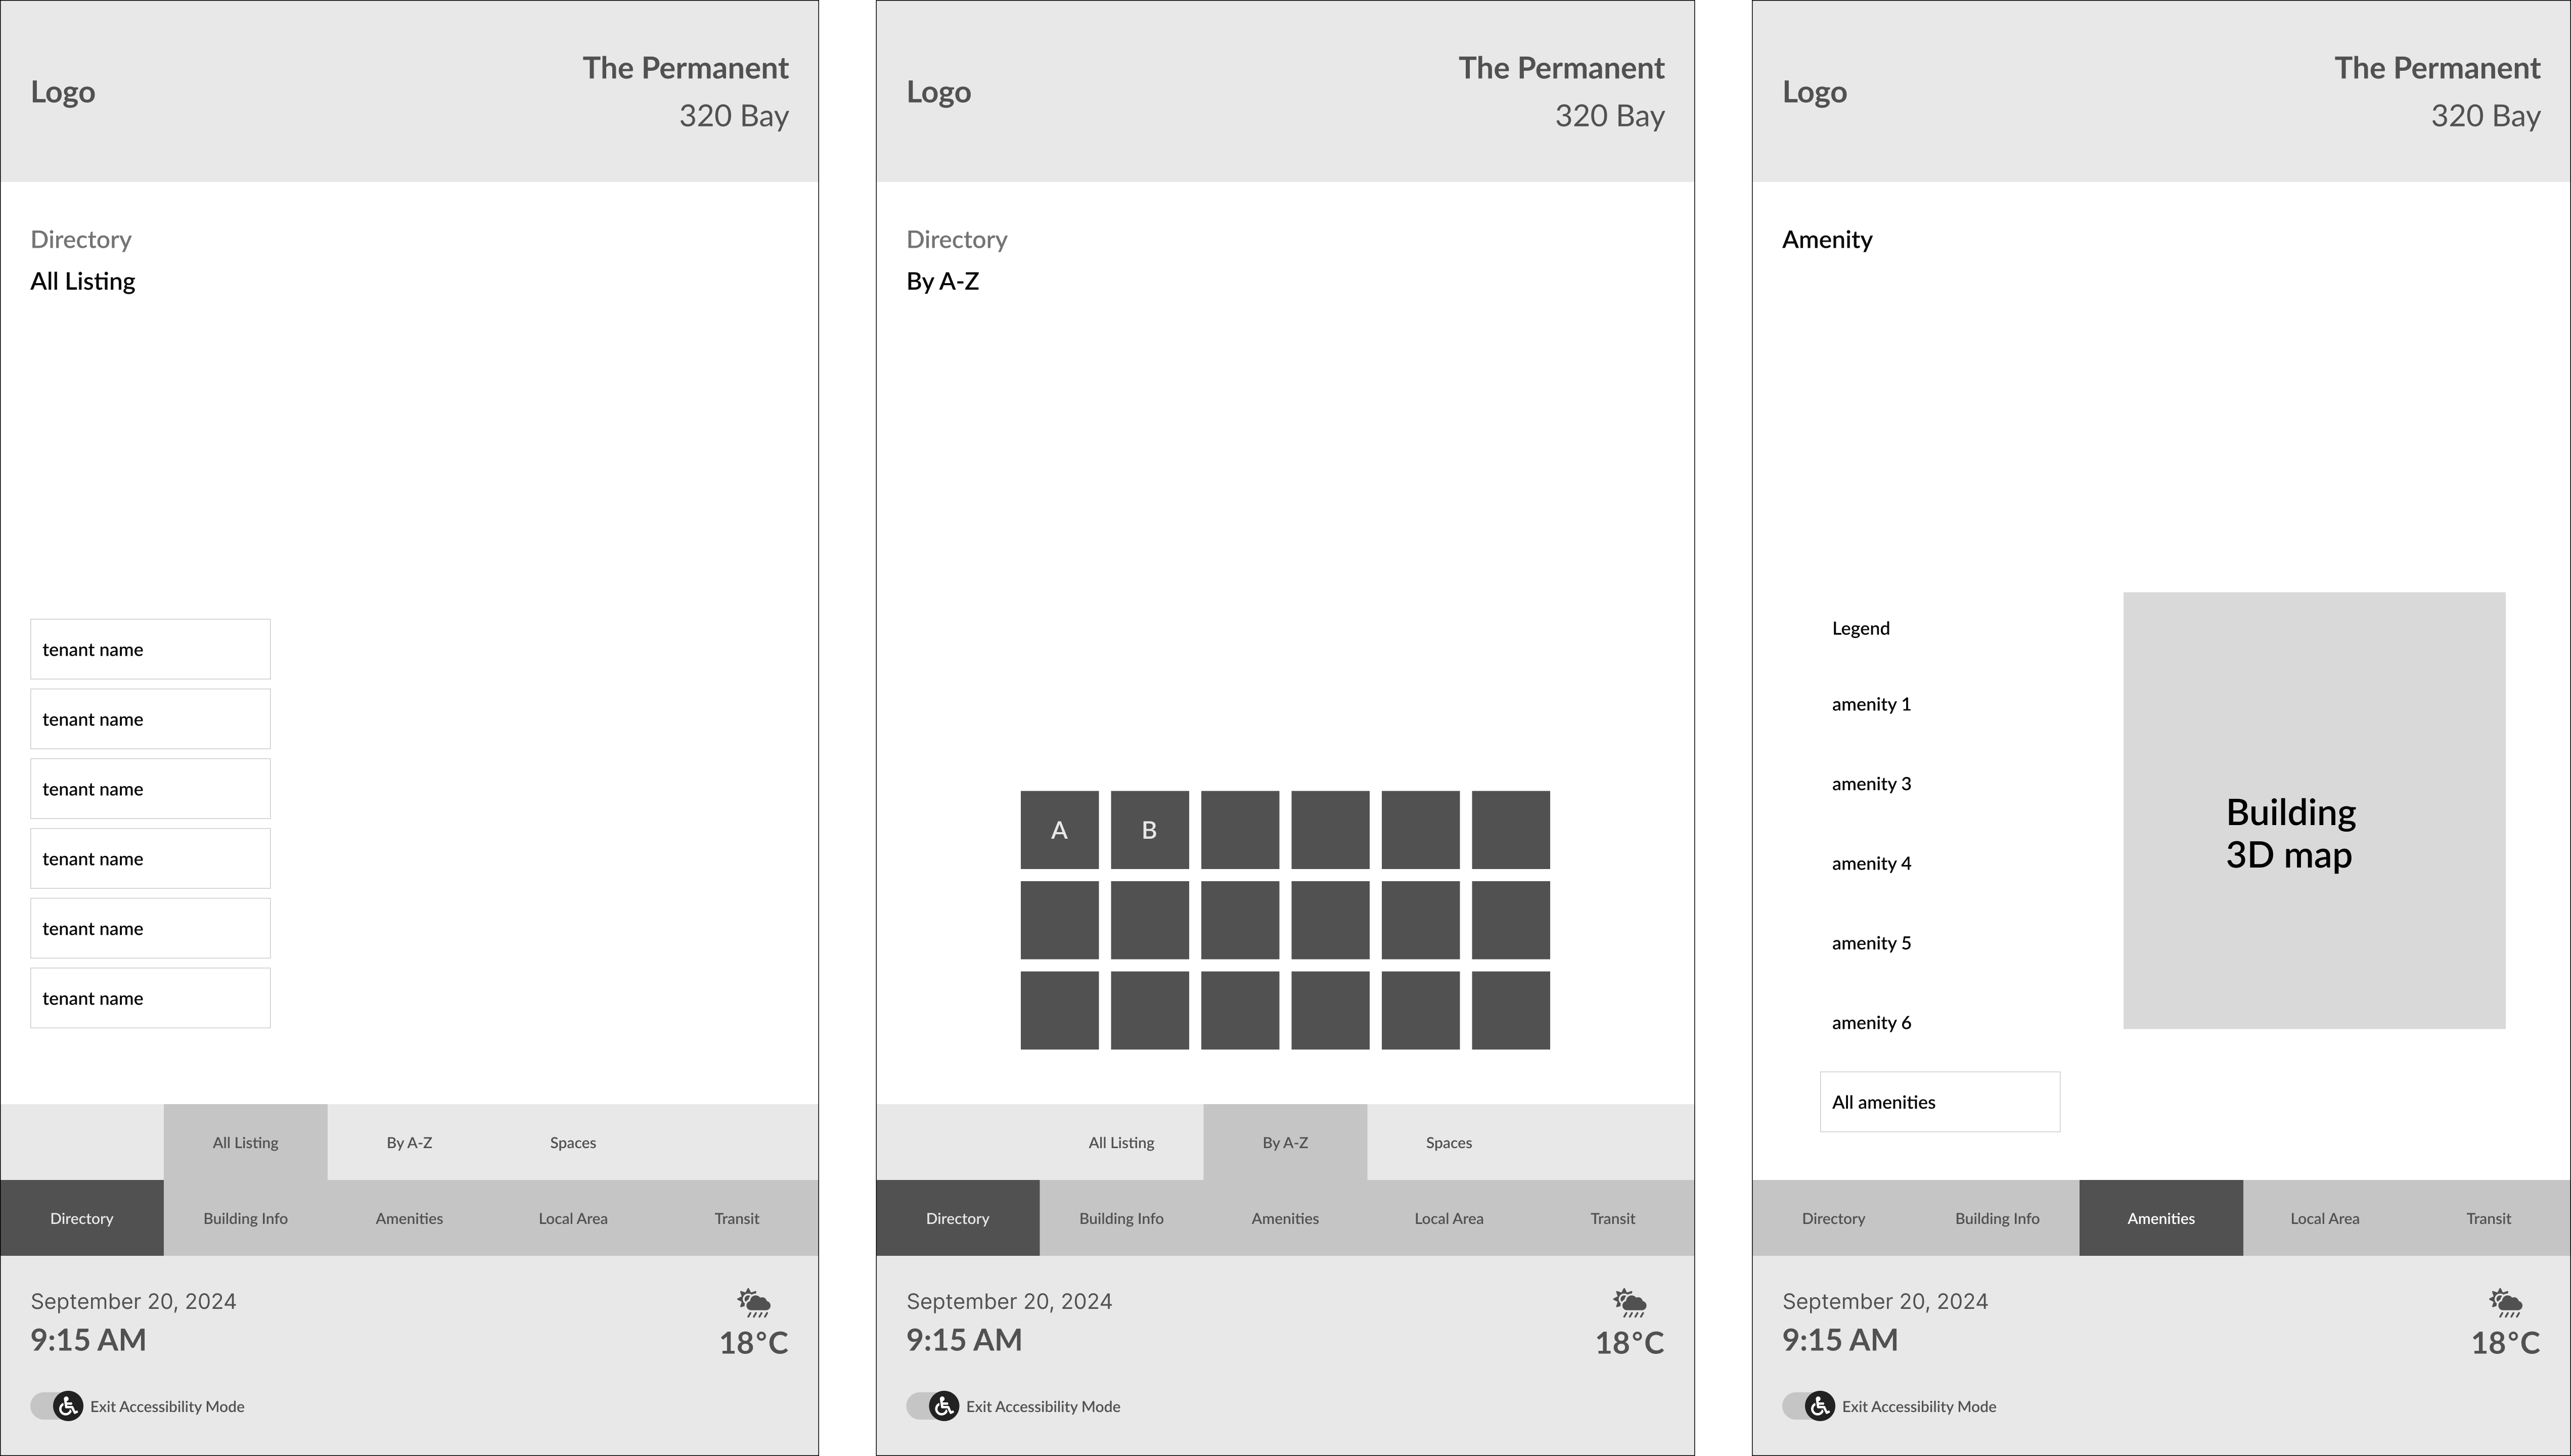 Logo
The Permanent
320 Bay
Directory
All Listing
tenant name
tenant name
tenant name
tenant name
tenant name
tenant name
All Listing
By A-Z
Spaces
Directory
Building Info
Amenities
Local Area
Transit
September 20, 2024
9:15 AM
18°C
Exit Accessibility Mode
Logo
The Permanent
320 Bay
Directory
By A-Z
A
B
All Listing
By A-Z
Spaces
Directory
Building Info
Amenities
Local Area
Transit
September 20, 2024
9:15 AM
18°C
Exit Accessibility Mode
Logo
The Permanent
320 Bay
Amenity
Legend
amenity 1
amenity 3
amenity 4
amenity 5
amenity 6
All amenities
Building
3D map
Directory
Building Info
Amenities
Local Area
Transit
September 20, 2024
9:15 AM
18°C
Exit Accessibility Mode